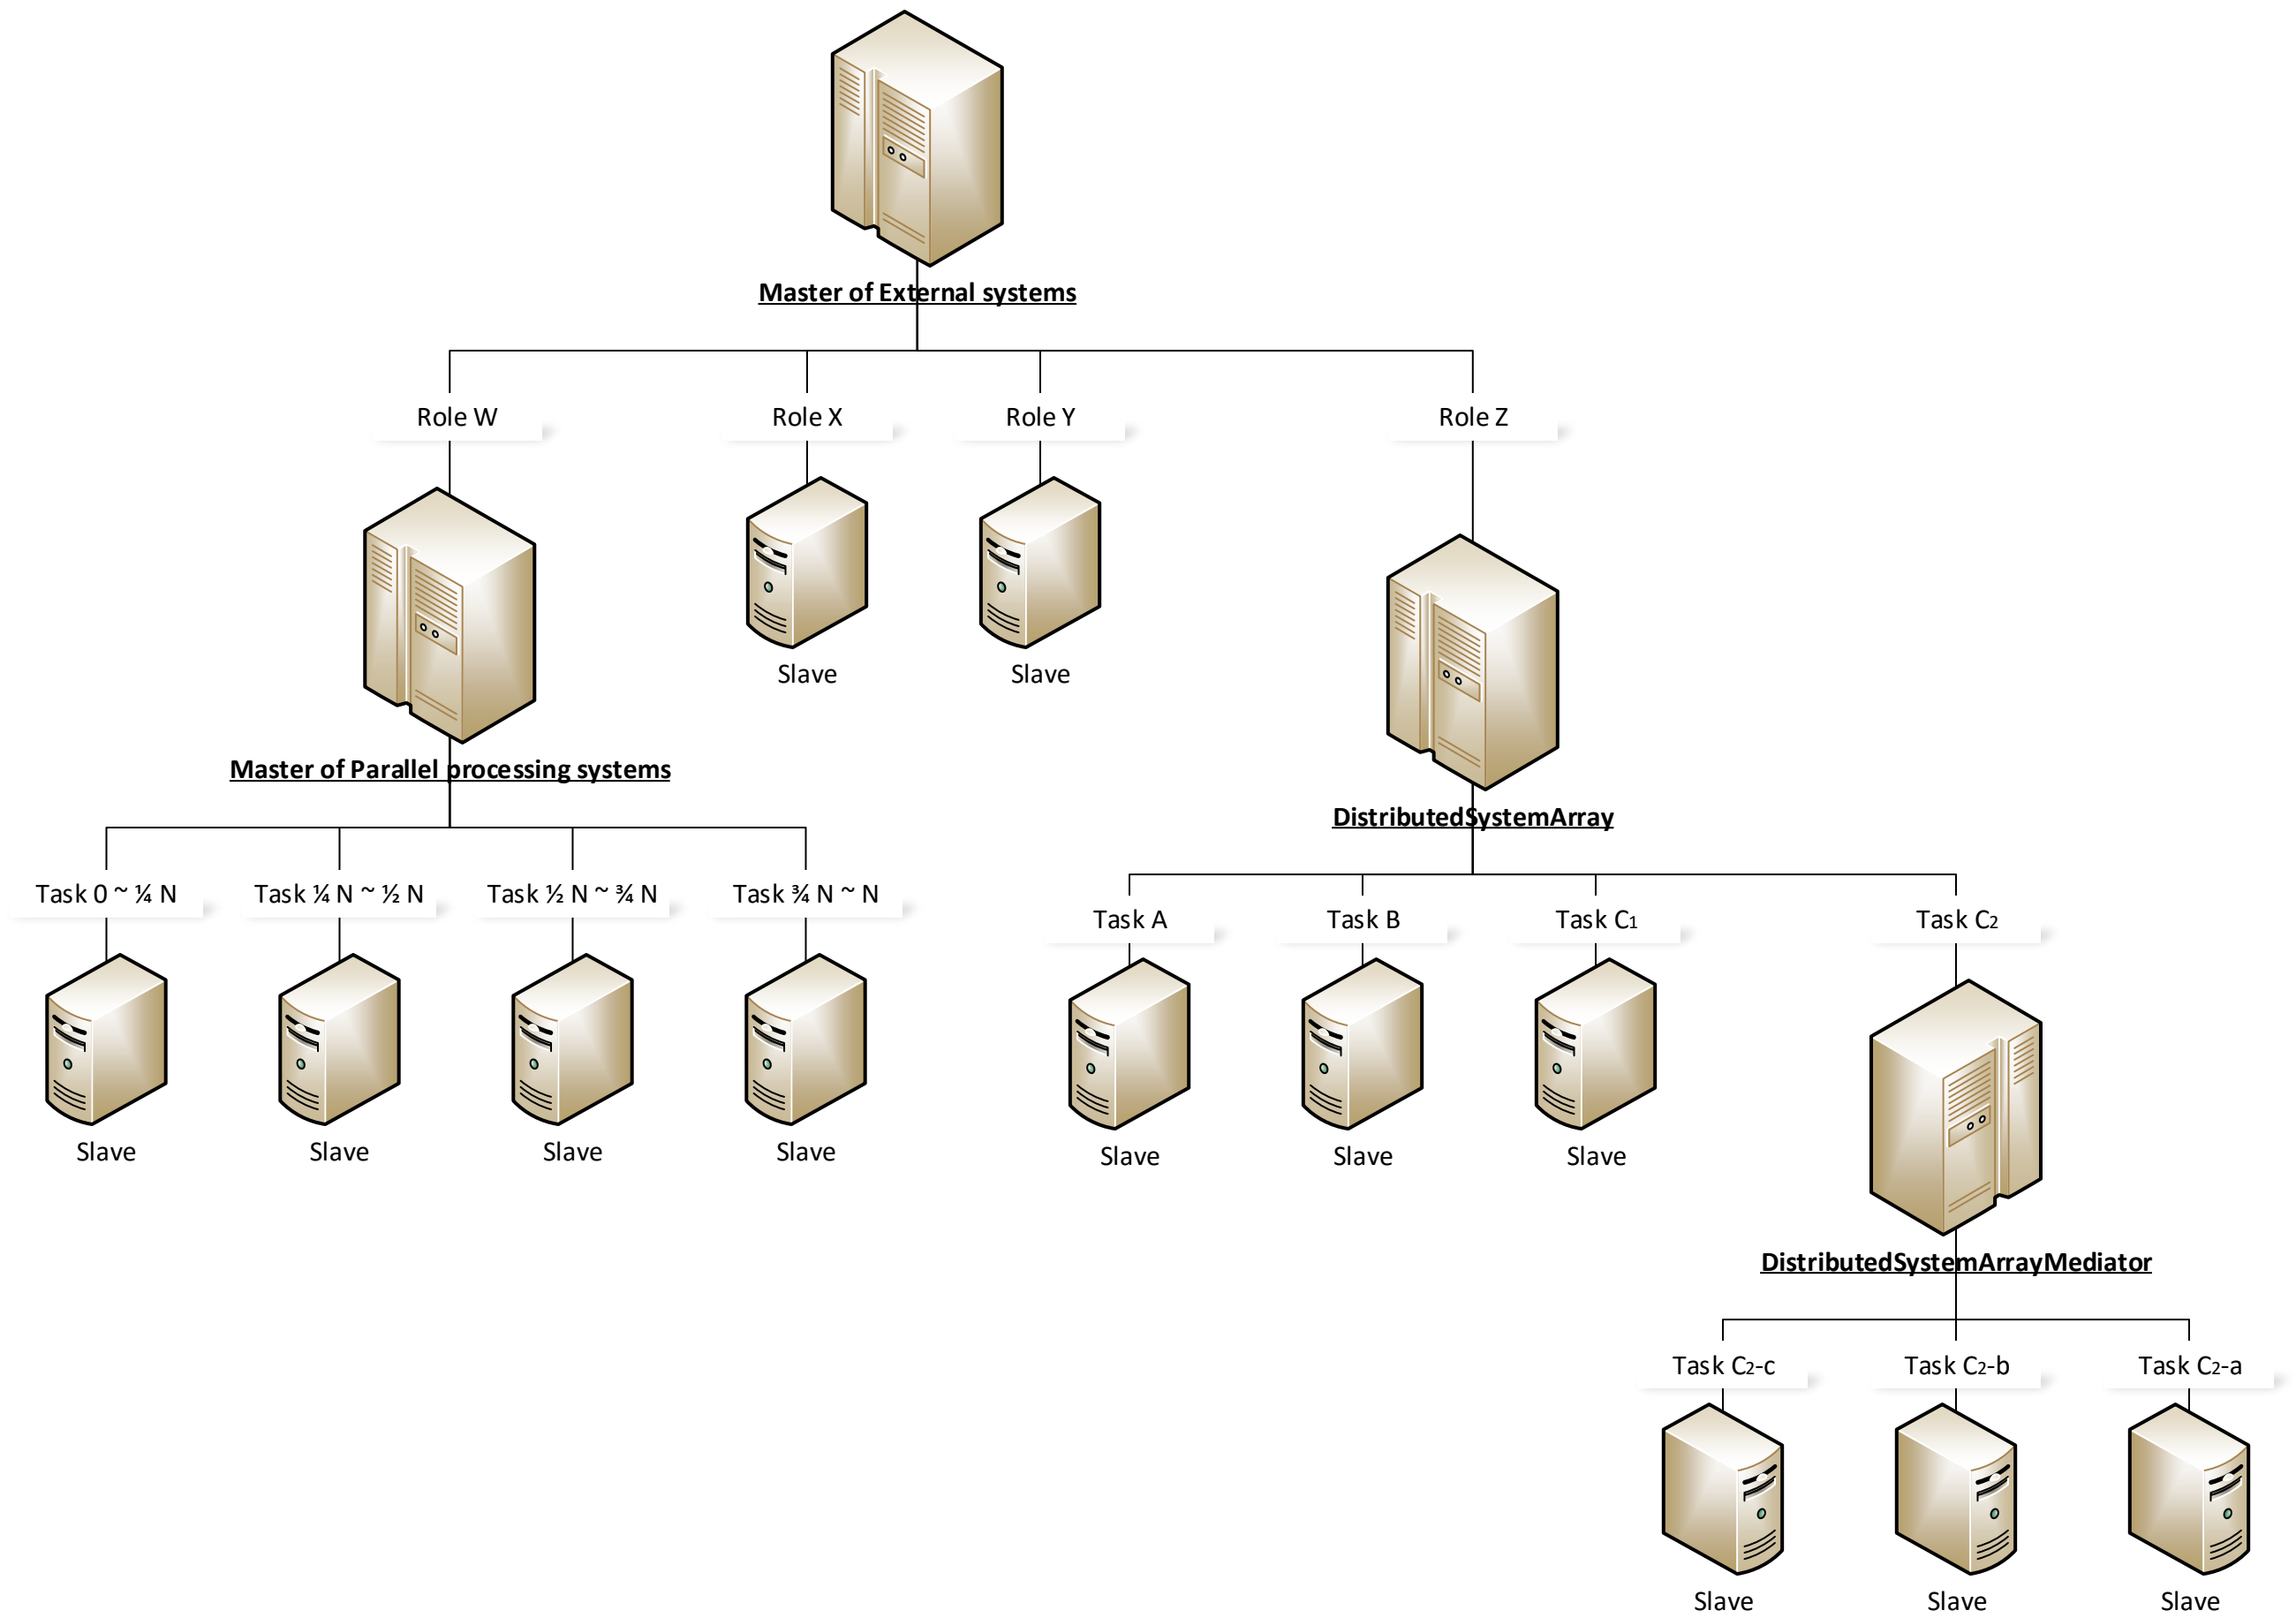 Master of External systems
Role W
Role X
Role Y
Role Z
Slave
Slave
Master of Parallel processing systems
DistributedSystemArray
Task 0 ~ ¼ N
Task ¼ N ~ ½ N
Task ½ N ~ ¾ N
Task ¾ N ~ N
Task A
Task B
Task C₁
Task C₂
Slave
Slave
Slave
Slave
Slave
Slave
Slave
DistributedSystemArrayMediator
Task C₂-c
Task C₂-b
Task C₂-a
Slave
Slave
Slave